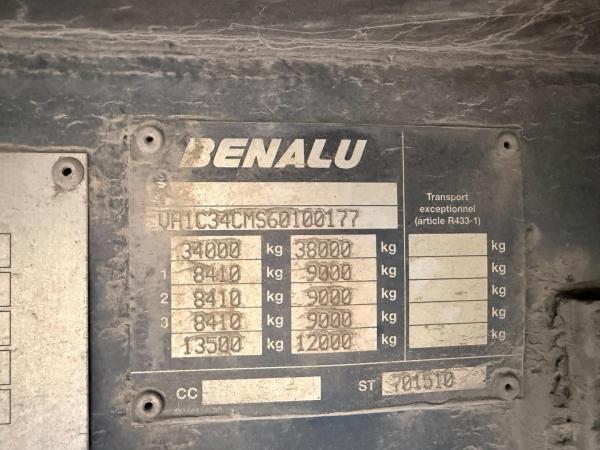 BENALU
VH1C34CMS60100177
Transport
exceptionnel
(article R433-1)
34000 kg 38000 kg kg
1 8410 kg 9000 kg kg
2 8410 kg 9000 kg kg
3 8410 kg 9000 kg kg
13500 kg 12000 kg kg
CC ST 701510